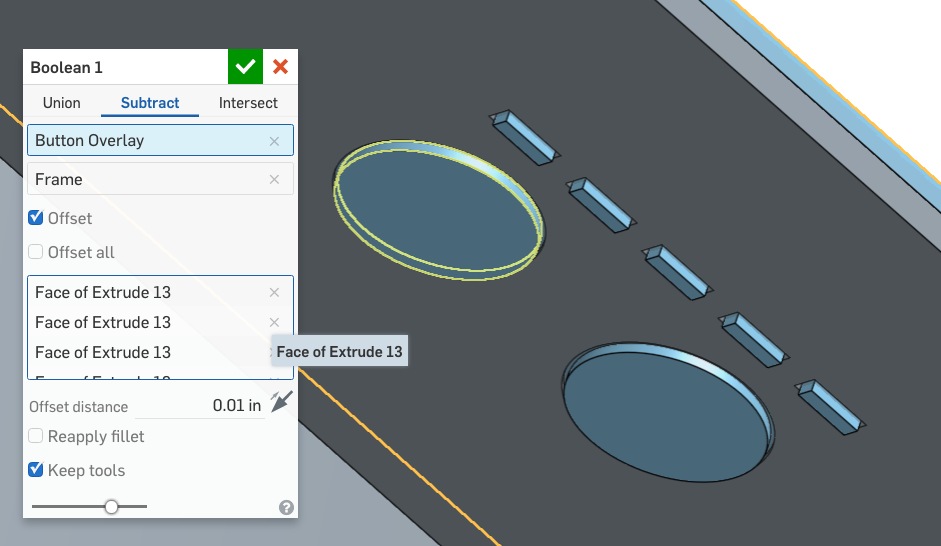 Boolean 1
Union Subtract Intersect
Button Overlay
Frame
Offset
Offset all
Face of Extrude 13
Face of Extrude 13
Face of Extrude 13
Face of Extrude 13
Offset distance 0.01 in
Reapply fillet
Keep tools
?